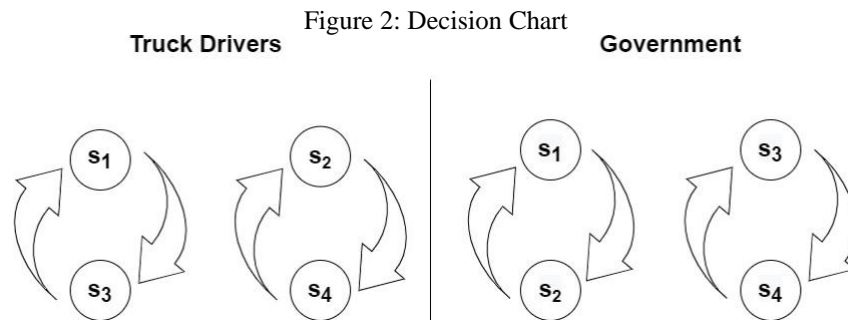 Figure 2: Decision Chart
Truck Drivers Government
s1 s2 s1 s3
s3 s4 s2 s4